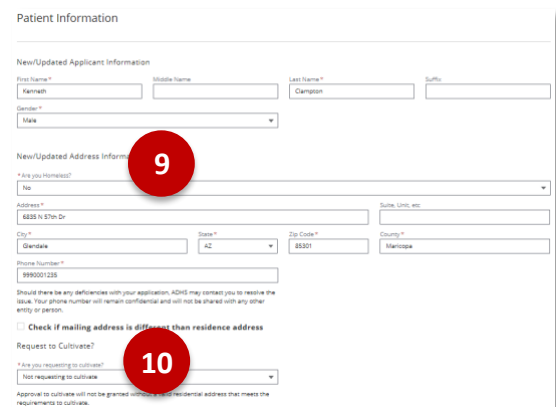 Patient Information
New/Updated Applicant Information
First Name * Middle Name Last Name * Suffix
Kenneth Clampton
Gender *
Male
New/Updated Address Informa
9
* Are you Homeless?
No
Address * Suite, Unit, etc
6835 N 57th Dr
City * State * Zip Code * County *
Glendale AZ 85301 Maricopa
Phone Number *
9990001235
Should there be any deficiencies with your application, ADHS may contact you to resolve the
issue. Your phone number will remain confidential and will not be shared with any other
entity or person.
Check if mailing address is different than residence address
Request to Cultivate?
10
* Are you requesting to cultivate?
Not requesting to cultivate
Approval to cultivate will not be granted without a valid residential address that meets the
requirements to cultivate.